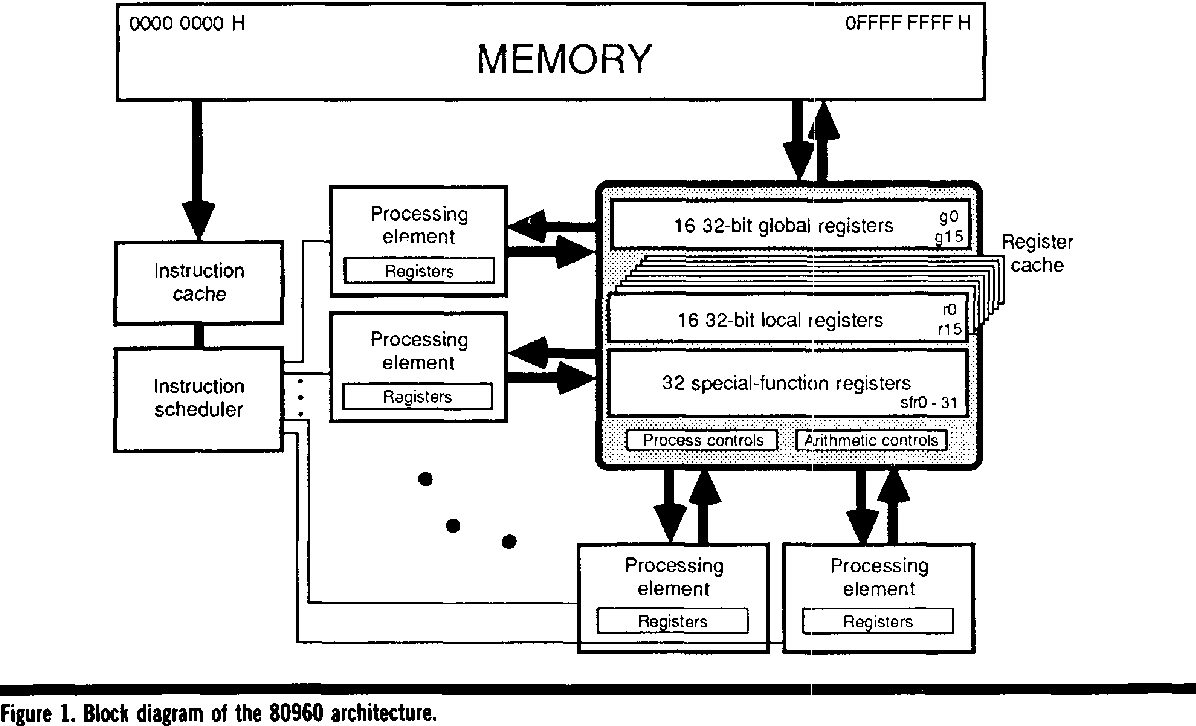 0000 0000 H
0FFFF FFFF H
MEMORY
Processing
element
Registers
16 32-bit global registers
g0
g15
Register
cache
Instruction
cache
16 32-bit local registers
r0
r15
Processing
element
Registers
Instruction
scheduler
32 special-function registers
sfr0 - 31
Process controls
Arithmetic controls
Processing
element
Registers
Processing
element
Registers
Figure 1. Block diagram of the 80960 architecture.